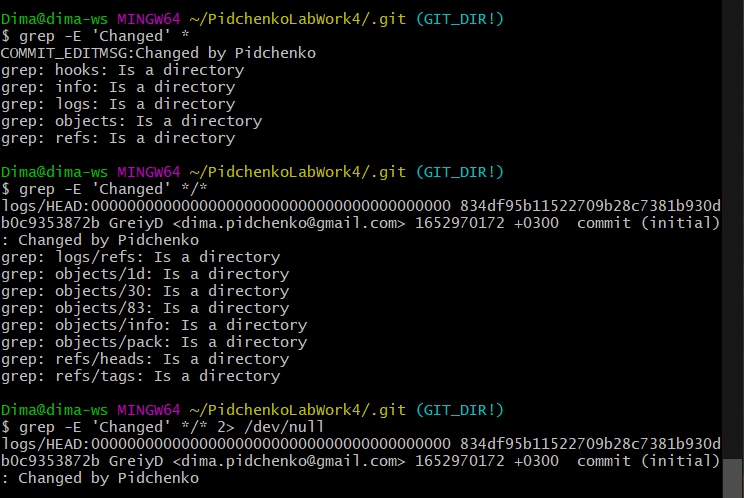 Dima@dima-ws MINGW64 ~/PidchenkoLabWork4/.git (GIT_DIR!)
$ grep -E 'Changed' *
COMMIT_EDITMSG:Changed by Pidchenko
grep: hooks: Is a directory
grep: info: Is a directory
grep: logs: Is a directory
grep: objects: Is a directory
grep: refs: Is a directory
Dima@dima-ws MINGW64 ~/PidchenkoLabWork4/.git (GIT_DIR!)
$ grep -E 'Changed' */*
logs/HEAD:0000000000000000000000000000000000000000 834df95b11522709b28c7381b930d
b0c9353872b GreiyD <dima.pidchenko@gmail.com> 1652970172 +0300  commit (initial)
: Changed by Pidchenko
grep: logs/refs: Is a directory
grep: objects/1d: Is a directory
grep: objects/30: Is a directory
grep: objects/83: Is a directory
grep: objects/info: Is a directory
grep: objects/pack: Is a directory
grep: refs/heads: Is a directory
grep: refs/tags: Is a directory
Dima@dima-ws MINGW64 ~/PidchenkoLabWork4/.git (GIT_DIR!)
$ grep -E 'Changed' */* 2> /dev/null
logs/HEAD:0000000000000000000000000000000000000000 834df95b11522709b28c7381b930d
b0c9353872b GreiyD <dima.pidchenko@gmail.com> 1652970172 +0300  commit (initial)
: Changed by Pidchenko